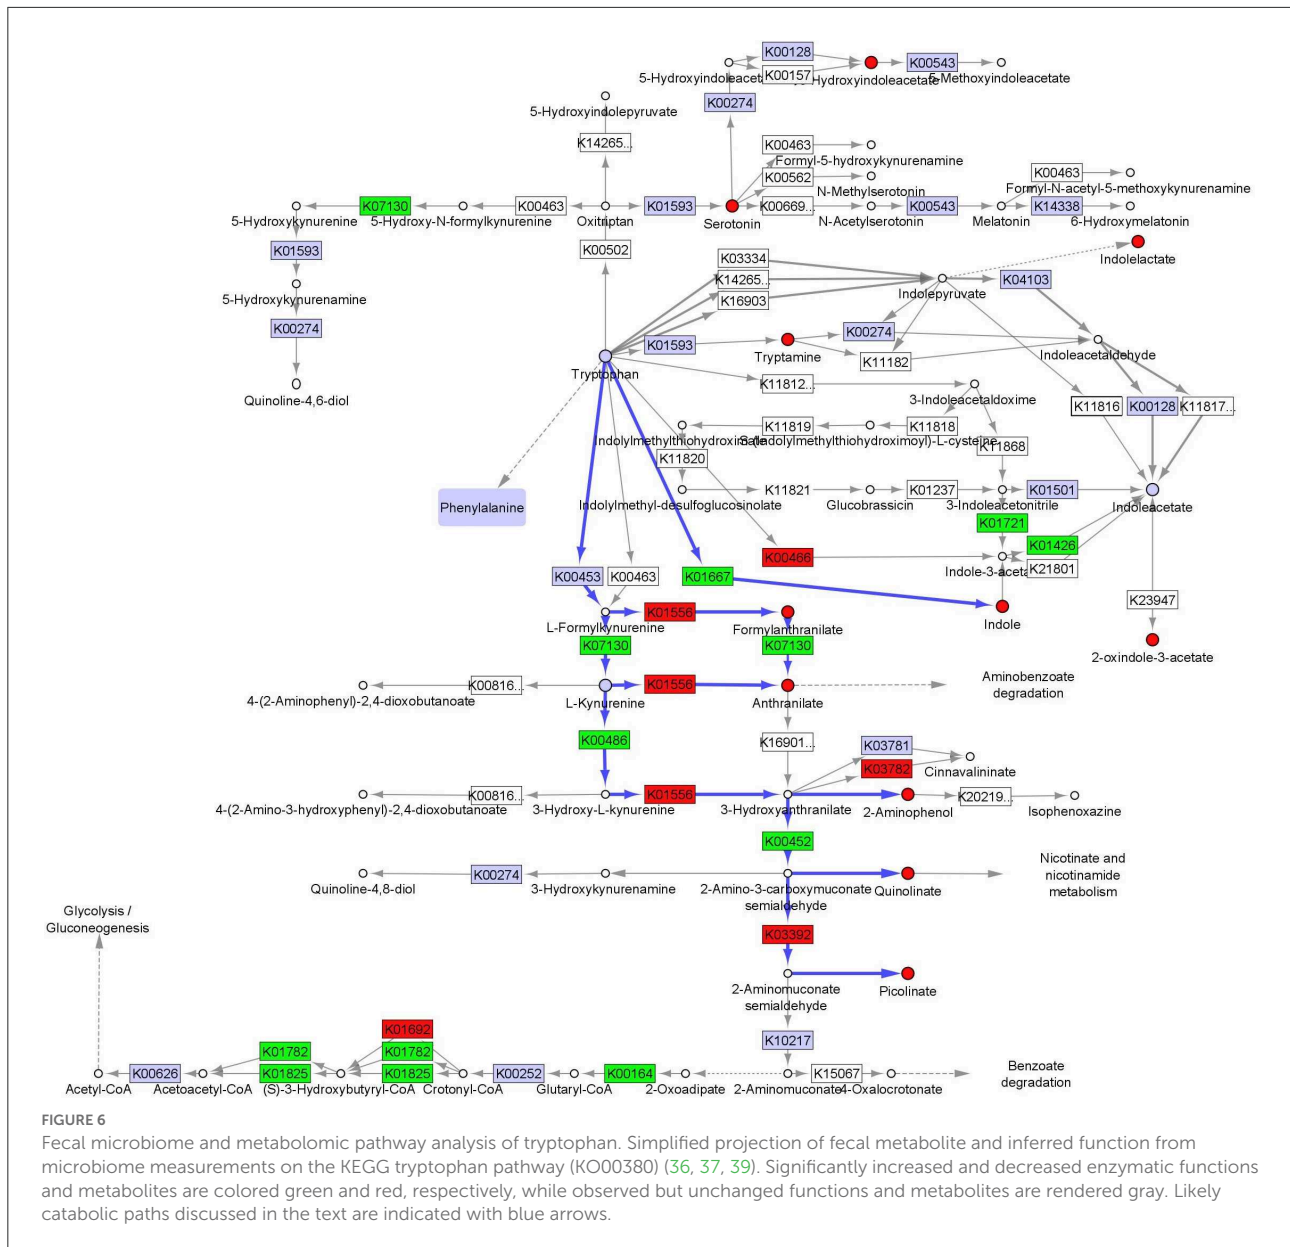 K00128
5-Hydroxyindoleacet
K00157
Hydroxyindoleacetate
K00543
5-Methoxyindoleacetate
K00274
5-Hydroxyindolepyruvate
K14265...
K00463
Formyl-5-hydroxykynurenamine
K00562
N-Methylserotonin
K00463
Formyl-N-acetyl-5-methoxykynurenamine
5-Hydroxykynurenine
K07130
5-Hydroxy-N-formylkynurenine
K00463
Oxitriptan
K01593
Serotonin
K00669...
N-Acetylserotonin
K00543
Melatonin
K14338
6-Hydroxymelatonin
K01593
K00502
K03334
Indolelactate
5-Hydroxykynurenamine
K14265...
Indolepyruvate
K04103
K16903
K00274
K01593
Tryptamine
K00274
K11182
Indoleacetaldehyde
Tryptophan
Quinoline-4,6-diol
K11812...
3-Indoleacetaldoxime
K11816
K00128
K11817...
K11819
K11818
Indolylmethylthiohydroximate
S-(Indolylmethylthiohydroximoyl)-L-cysteine
K11820
K11868
Phenylalanine
K11821
K01237
K01501
Indolylmethyl-desulfoglucosinolate
Glucobrassicin
3-Indoleacetonitrile
Indoleacetate
K01721
K01426
K00466
Indole-3-aceta
K21801
K00453
K00463
K01667
K23947
K01556
L-Formylkynurenine
Formylanthranilate
Indole
K07130
K07130
2-oxindole-3-acetate
K00816...
K01556
Aminobenzoate
degradation
4-(2-Aminophenyl)-2,4-dioxobutanoate
L-Kynurenine
Anthranilate
K00486
K16901...
K03781
K03782
Cinnavalininate
K00816...
K01556
K20219...
4-(2-Amino-3-hydroxyphenyl)-2,4-dioxobutanoate
3-Hydroxy-L-kynurenine
3-Hydroxyanthranilate
2-Aminophenol
Isophenoxazine
K00452
K00274
Nicotinate and
nicotinamide
metabolism
Quinoline-4,8-diol
3-Hydroxykynurenamine
2-Amino-3-carboxymuconate
semialdehyde
Quinolinate
Glycolysis /
Gluconeogenesis
K03392
2-Aminomuconate
semialdehyde
Picolinate
K01692
K10217
K01782
K01782
K00626
K01825
K01825
K00252
K00164
K15067
Benzoate
degradation
Acetyl-CoA
Acetoacetyl-CoA
(S)-3-Hydroxybutyryl-CoA
Crotonyl-CoA
Glutaryl-CoA
2-Oxoadipate
2-Aminomuconate
4-Oxalocrotonate
FIGURE 6
Fecal microbiome and metabolomic pathway analysis of tryptophan. Simplified projection of fecal metabolite and inferred function from
microbiome measurements on the KEGG tryptophan pathway (KO00380) (36, 37, 39). Significantly increased and decreased enzymatic functions
and metabolites are colored green and red, respectively, while observed but unchanged functions and metabolites are rendered gray. Likely
catabolic paths discussed in the text are indicated with blue arrows.